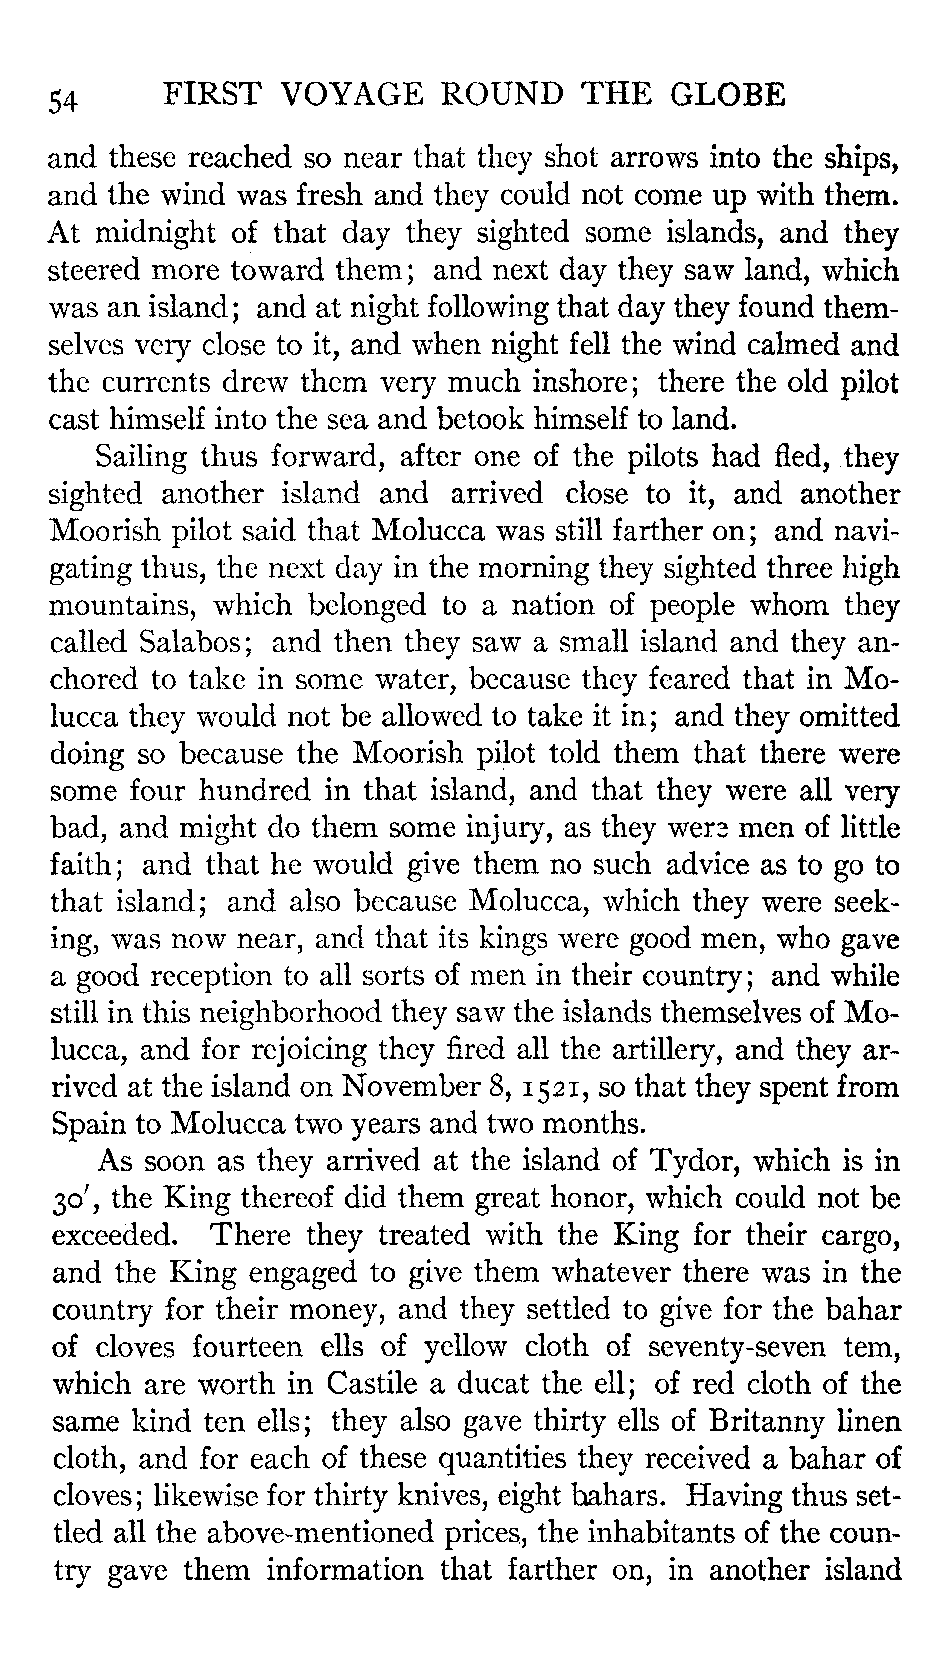 54 FIRST VOYAGE ROUND THE GLOBE
and these reached so near that they shot arrows into the ships,
and the wind was fresh and they could not come up with them.
At midnight of that day they sighted some islands, and they
steered more toward them; and next day they saw land, which
was an island; and at night following that day they found them-
selves very close to it, and when night fell the wind calmed and
the currents drew them very much inshore; there the old pilot
cast himself into the sea and betook himself to land.
Sailing thus forward, after one of the pilots had fled, they
sighted another island and arrived close to it, and another
Moorish pilot said that Molucca was still farther on; and navi-
gating thus, the next day in the morning they sighted three high
mountains, which belonged to a nation of people whom they
called Salabos; and then they saw a small island and they an-
chored to take in some water, because they feared that in Mo-
lucca they would not be allowed to take it in; and they omitted
doing so because the Moorish pilot told them that there were
some four hundred in that island, and that they were all very
bad, and might do them some injury, as they were men of little
faith; and that he would give them no such advice as to go to
that island; and also because Molucca, which they were seek-
ing, was now near, and that its kings were good men, who gave
a good reception to all sorts of men in their country; and while
still in this neighborhood they saw the islands themselves of Mo-
lucca, and for rejoicing they fired all the artillery, and they ar-
rived at the island on November 8, 1521, so that they spent from
Spain to Molucca two years and two months.
As soon as they arrived at the island of Tydor, which is in
30′, the King thereof did them great honor, which could not be
exceeded. There they treated with the King for their cargo,
and the King engaged to give them whatever there was in the
country for their money, and they settled to give for the bahar
of cloves fourteen ells of yellow cloth of seventy-seven tem,
which are worth in Castile a ducat the ell; of red cloth of the
same kind ten ells; they also gave thirty ells of Britanny linen
cloth, and for each of these quantities they received a bahar of
cloves; likewise for thirty knives, eight bahars. Having thus set-
tled all the above-mentioned prices, the inhabitants of the coun-
try gave them information that farther on, in another island